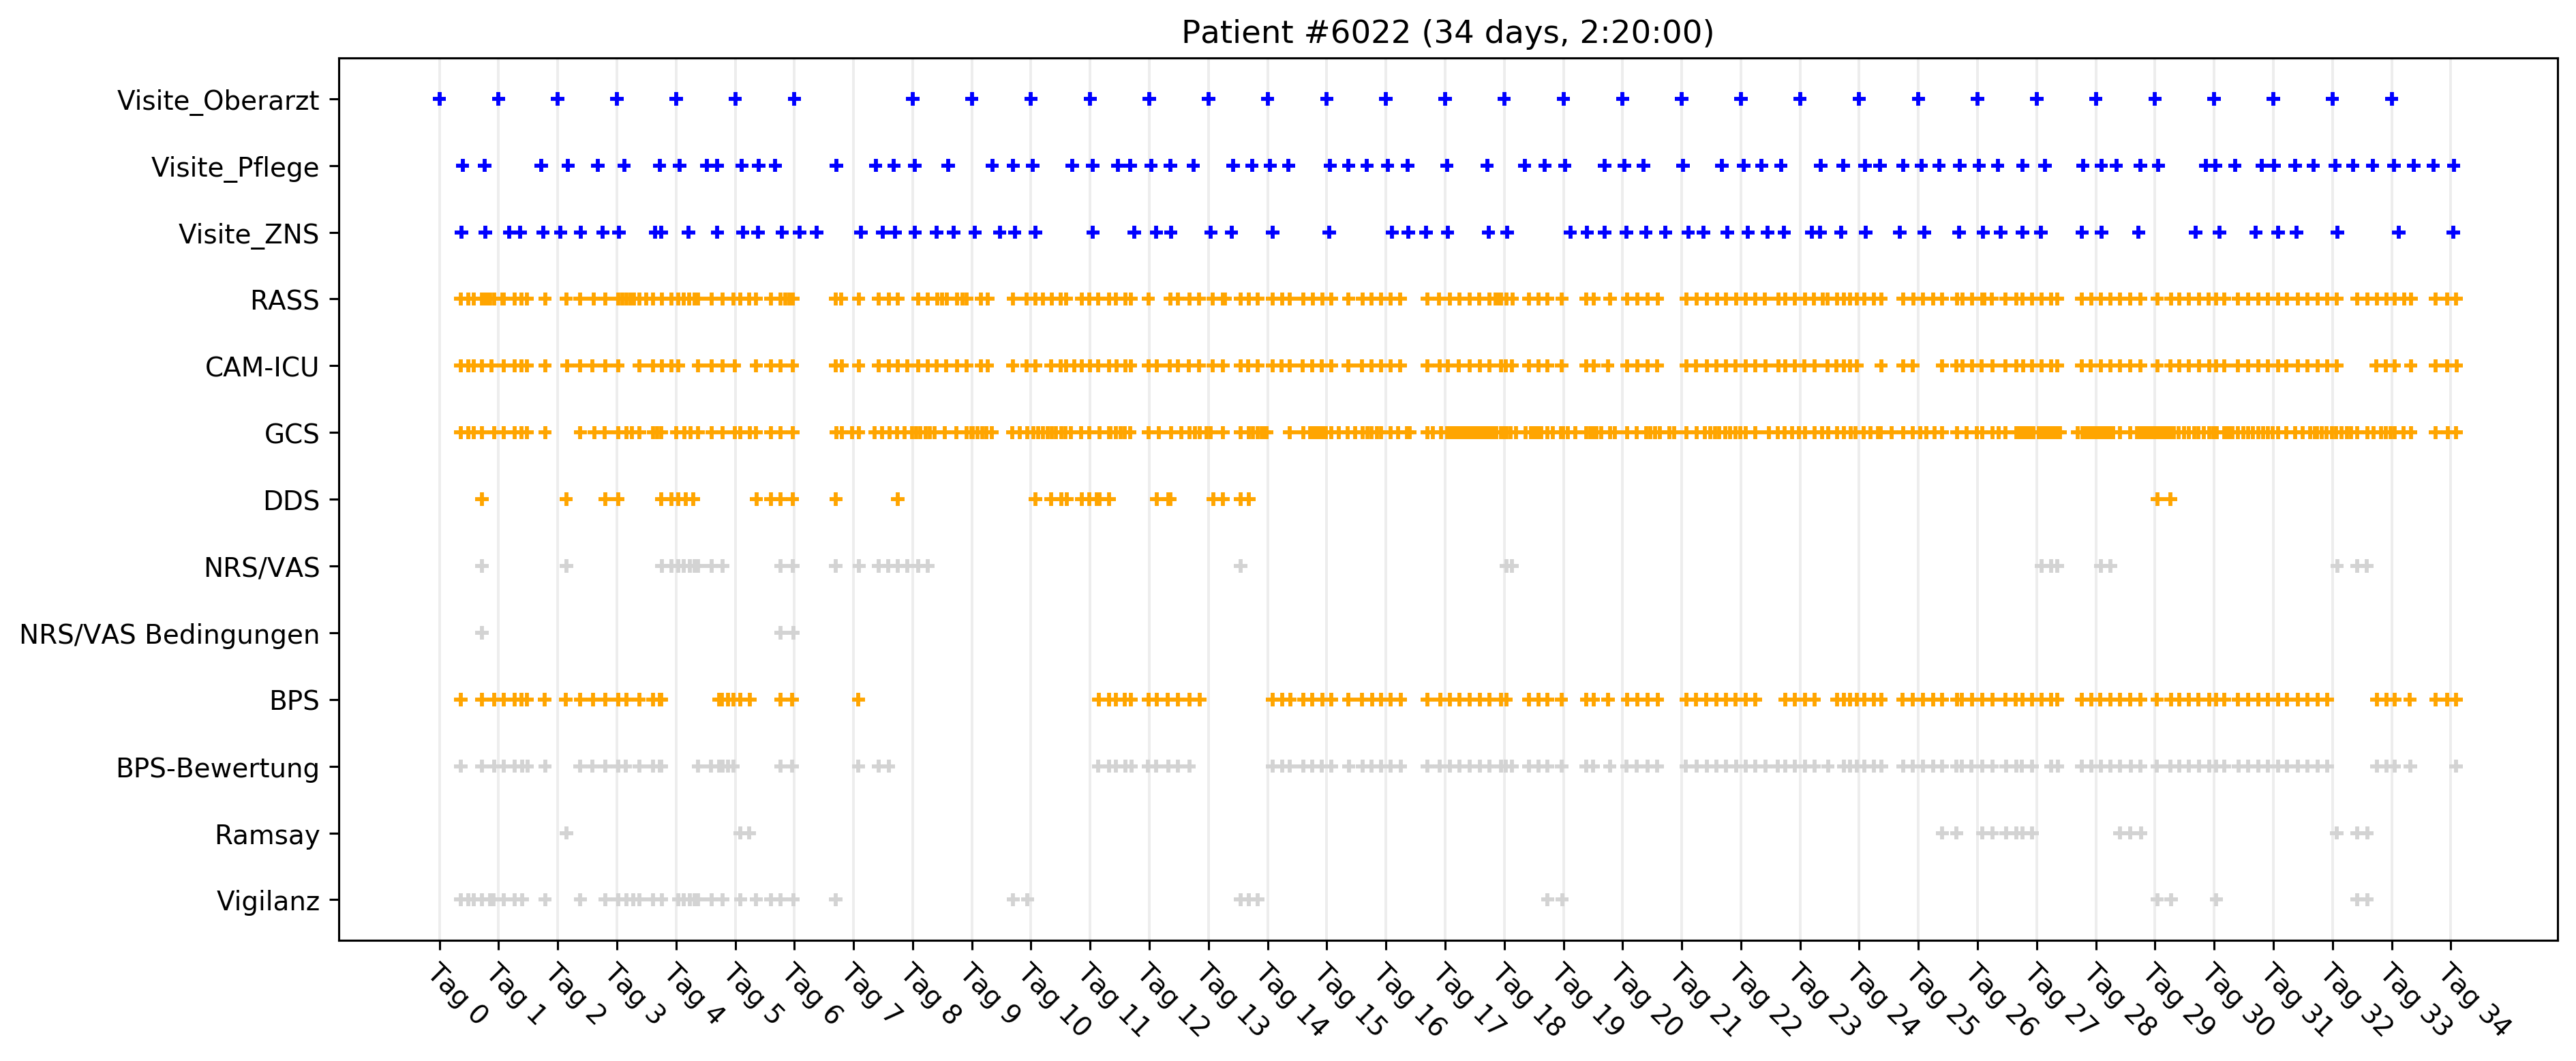 Patient #6022 (34 days, 2:20:00)
Visite_Oberarzt
Visite_Pflege
Visite_ZNS
RASS
CAM-ICU
GCS
DDS
NRS/VAS
NRS/VAS Bedingungen
BPS
BPS-Bewertung
Ramsay
Vigilanz
Tag 0
Tag 1
Tag 2
Tag 3
Tag 4
Tag 5
Tag 6
Tag 7
Tag 8
Tag 9
Tag 10
Tag 11
Tag 12
Tag 13
Tag 14
Tag 15
Tag 16
Tag 17
Tag 18
Tag 19
Tag 20
Tag 21
Tag 22
Tag 23
Tag 24
Tag 25
Tag 26
Tag 27
Tag 28
Tag 29
Tag 30
Tag 31
Tag 32
Tag 33
Tag 34